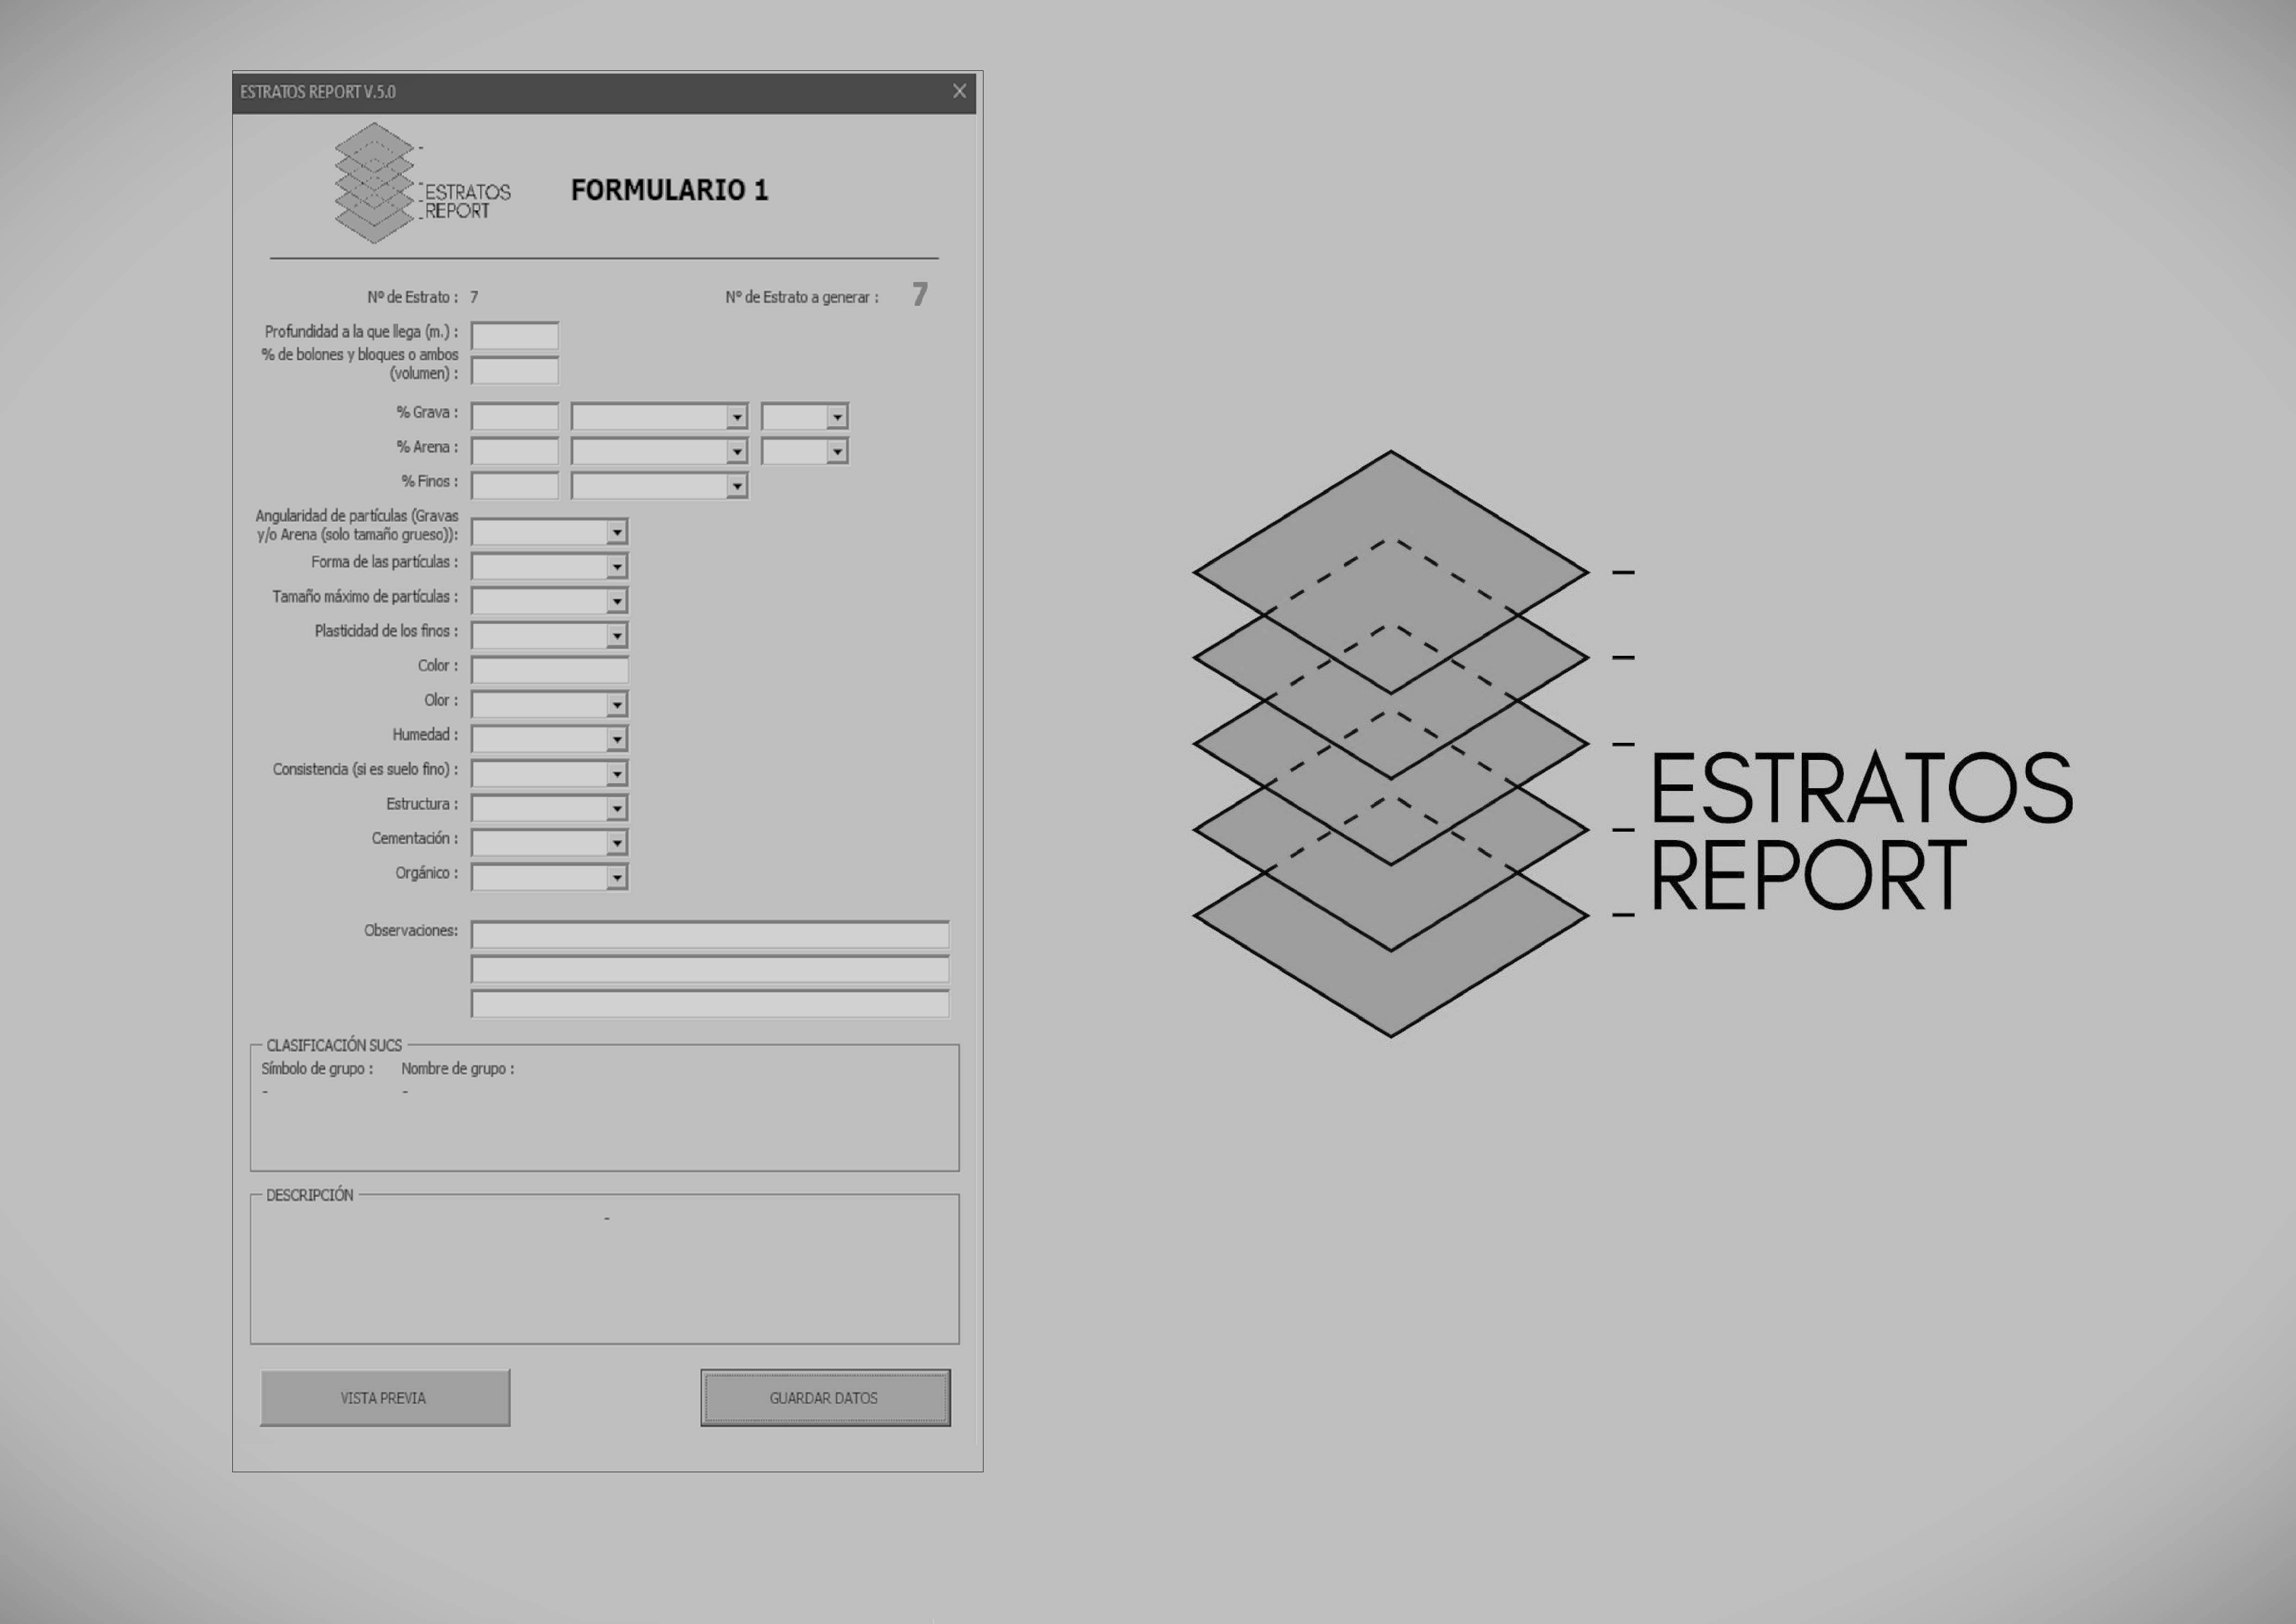 ESTRATOS REPORT V.5.0
ESTRATOS
REPORT
FORMULARIO 1
Nº de Estrato : 7
Nº de Estrato a generar : 7
Profundidad a la que llega (m.) :
% de bolones y bloques o ambos
(volumen) :
% Grava :
% Arena :
% Finos :
Angularidad de partículas (Gravas
y/o Arena (solo tamaño grueso)):
Forma de las partículas :
Tamaño máximo de partículas :
Plasticidad de los finos :
Color :
Olor :
Humedad :
Consistencia (si es suelo fino) :
Estructura :
Cementación :
Orgánico :
Observaciones:
CLASIFICACIÓN SUCS
Símbolo de grupo : Nombre de grupo :
- -
DESCRIPCIÓN
-
VISTA PREVIA
GUARDAR DATOS
ESTRATOS
REPORT